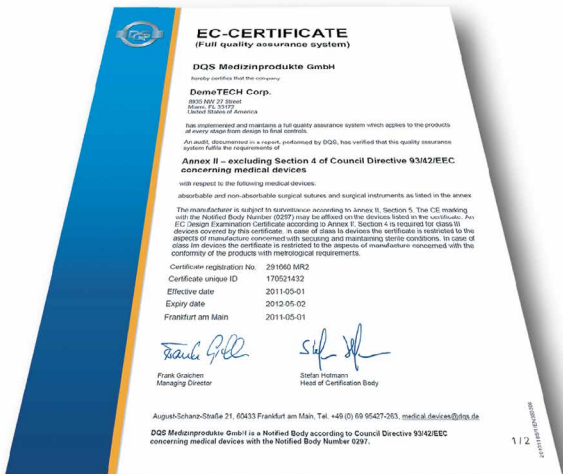 DQS
EC-CERTIFICATE
(Full quality assurance system)
DQS Medizinprodukte GmbH
hereby certifies that the company
DemeTECH Corp.
8935 NW 27 Street
Miami, FL 33172
United States of America
has implemented and maintains a full quality assurance system which applies to the products
at every stage from design to final controls.
An audit, documented in a report, performed by DQS, has verified that this quality assurance
system fulfils the requirements of
Annex II – excluding Section 4 of Council Directive 93/42/EEC
concerning medical devices
with respect to the following medical devices:
absorbable and non-absorbable surgical sutures and surgical instruments as listed in the annex
The manufacturer is subject to surveillance according to Annex II, Section 5. The CE marking
with the Notified Body Number (0297) may be affixed on the devices listed in the certificate. An
EC Design Examination Certificate according to Annex II, Section 4 is required for class III
devices covered by this certificate. In case of class Is devices the certificate is restricted to the
aspects of manufacture concerned with securing and maintaining sterile conditions. In case of
class Im devices the certificate is restricted to the aspects of manufacture concerned with the
conformity of the products with metrological requirements.
Certificate registration No. 291660 MR2
Certificate unique ID 170521432
Effective date 2011-05-01
Expiry date 2012-05-02
Frankfurt am Main 2011-05-01
Frank Graichen
Managing Director
Stefan Hofmann
Head of Certification Body
August-Schanz-Straße 21, 60433 Frankfurt am Main, Tel. +49 (0) 69 95427-263, medical.devices@dqs.de
DQS Medizinprodukte GmbH is a Notified Body according to Council Directive 93/42/EEC
concerning medical devices with the Notified Body Number 0297.
1 / 2